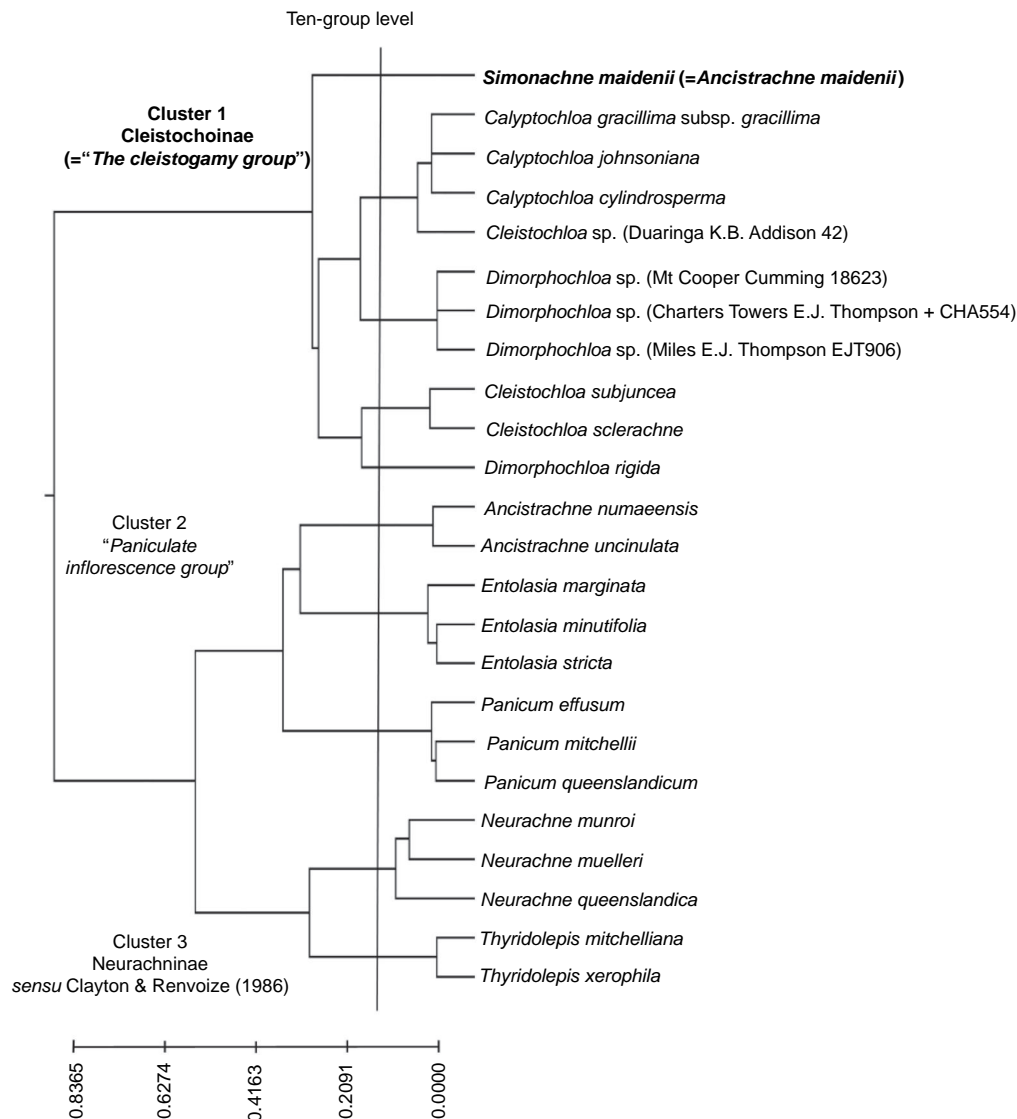 Ten-group level
Simonachne maidenii (=Ancistrachne maidenii)
Cluster 1
Cleistochoinae
(=“The cleistogamy group”)
Calyptochloa gracillima subsp. gracillima
Calyptochloa johnsoniana
Calyptochloa cylindrosperma
Cleistochloa sp. (Duaringa K.B. Addison 42)
Dimorphochloa sp. (Mt Cooper Cumming 18623)
Dimorphochloa sp. (Charters Towers E.J. Thompson + CHA554)
Dimorphochloa sp. (Miles E.J. Thompson EJT906)
Cleistochloa subjuncea
Cleistochloa sclerachne
Dimorphochloa rigida
Cluster 2
“Paniculate
inflorescence group”
Ancistrachne numaeensis
Ancistrachne uncinulata
Entolasia marginata
Entolasia minutifolia
Entolasia stricta
Panicum effusum
Panicum mitchellii
Panicum queenslandicum
Neurachne munroi
Neurachne muelleri
Neurachne queenslandica
Thyridolepis mitchelliana
Thyridolepis xerophila
Cluster 3
Neurachninae
sensu Clayton & Renvoize (1986)
0.8365
0.6274
0.4163
0.2091
0.0000